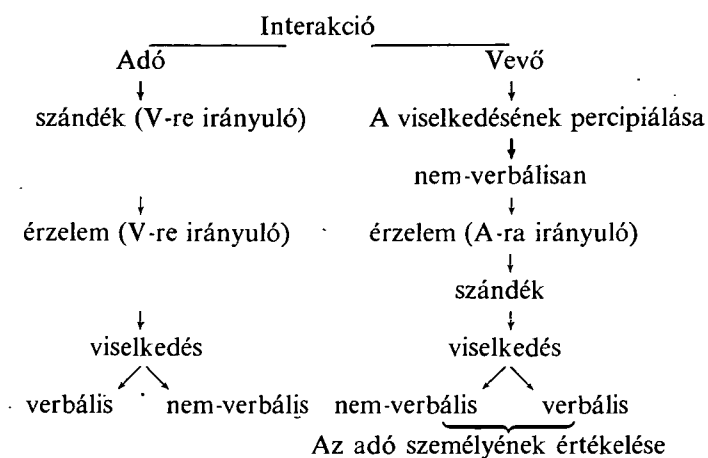 Interakció
Adó Vevő
szándék (V-re irányuló) A viselkedésének percipiálása
nem-verbálisan
érzelem (V-re irányuló) érzelem (A-ra irányuló)
szándék
viselkedés viselkedés
verbális nem-verbális nem-verbális verbális
Az adó személyének értékelése